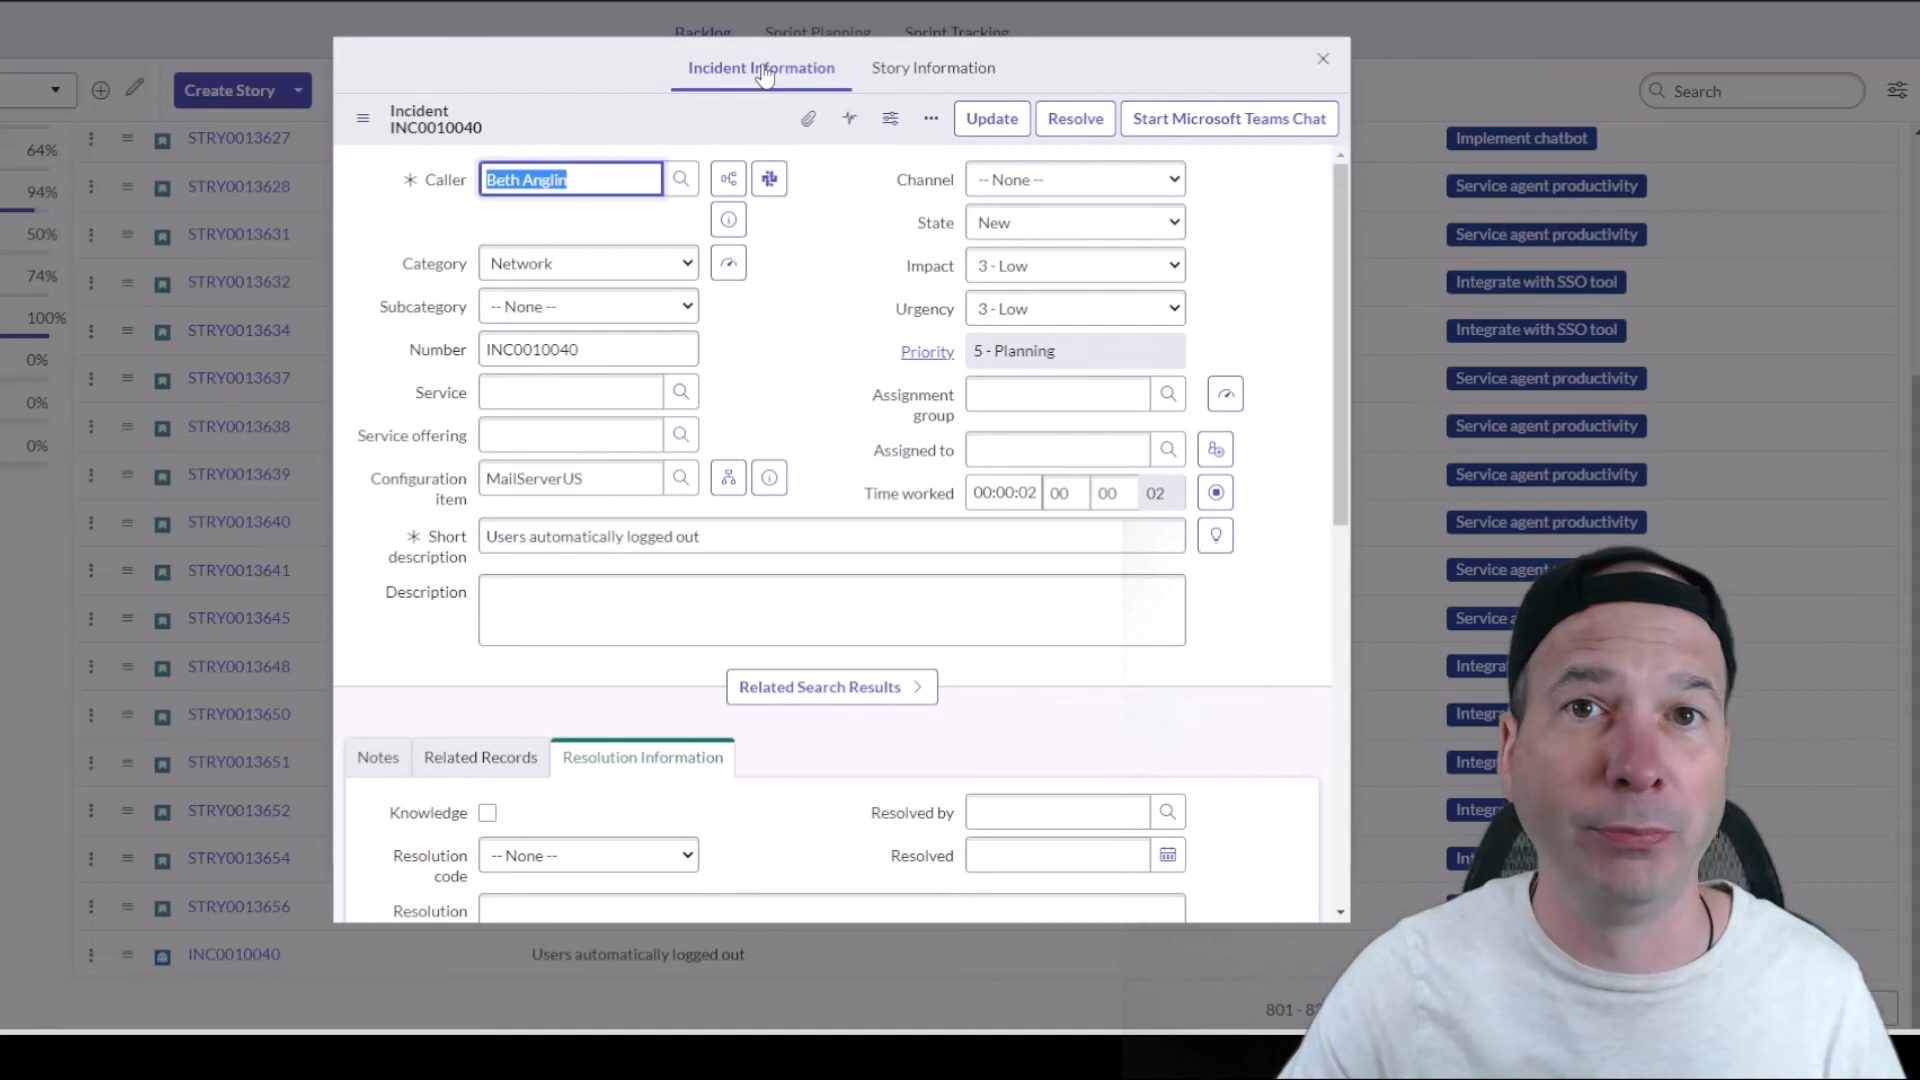 Backlog Sprint Planning Sprint Tracking
Incident Information Story Information
Create Story
Search
Incident
INC0010040
Update Resolve Start Microsoft Teams Chat
Caller Beth Anglin
Channel -- None --
State New
Category Network
Impact 3 - Low
Subcategory -- None --
Urgency 3 - Low
Number INC0010040
Priority 5 - Planning
Service
Assignment group
Service offering
Assigned to
Configuration item MailServerUS
Time worked 00:00:02 00 00 02
Short description Users automatically logged out
Description
Related Search Results
Notes Related Records Resolution Information
Knowledge
Resolved by
Resolution code -- None --
Resolved
Resolution
64%
94%
50%
74%
100%
0%
0%
0%
STRY0013627
STRY0013628
STRY0013631
STRY0013632
STRY0013634
STRY0013637
STRY0013638
STRY0013639
STRY0013640
STRY0013641
STRY0013645
STRY0013648
STRY0013650
STRY0013651
STRY0013652
STRY0013654
STRY0013656
INC0010040 Users automatically logged out
Implement chatbot
Service agent productivity
Service agent productivity
Integrate with SSO tool
Integrate with SSO tool
Service agent productivity
Service agent productivity
Service agent productivity
Service agent productivity
Service agent
Service
801 -